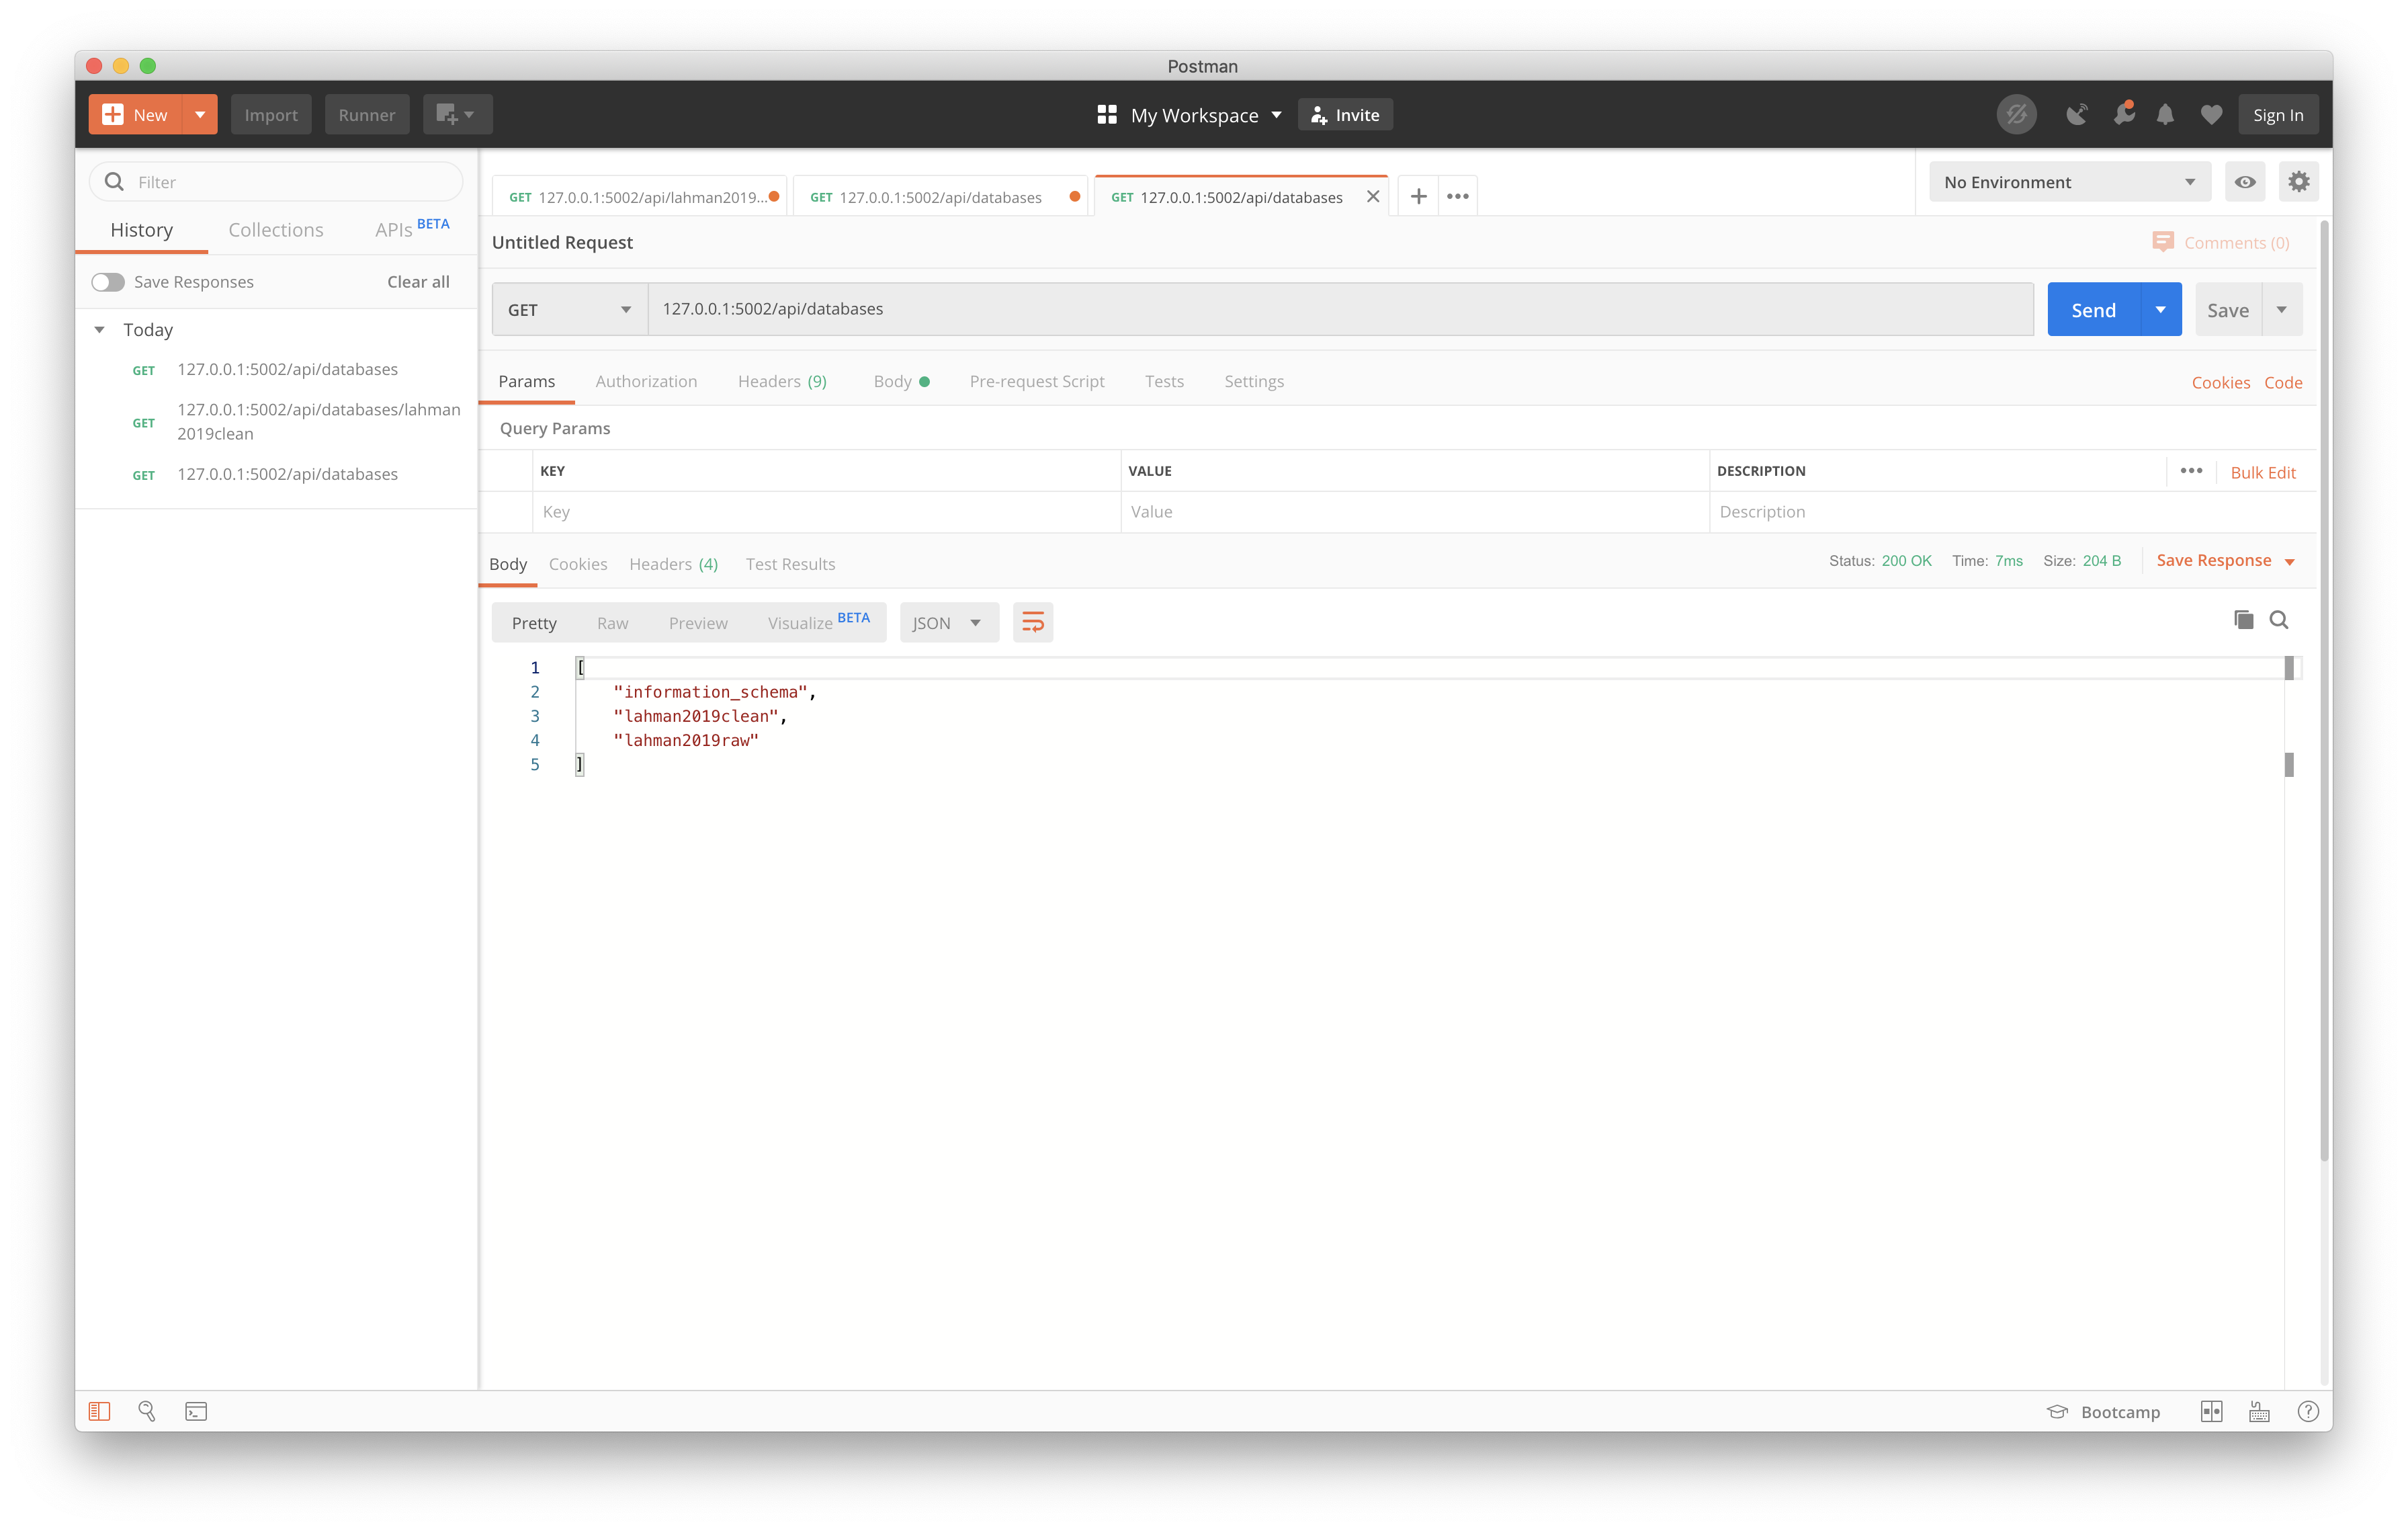 Postman
New
Import
Runner
My Workspace
Invite
Sign In
Filter
History
Collections
APIs BETA
Save Responses
Clear all
Today
GET 127.0.0.1:5002/api/databases
GET 127.0.0.1:5002/api/databases/lahman
2019clean
GET 127.0.0.1:5002/api/databases
GET 127.0.0.1:5002/api/lahman2019...
GET 127.0.0.1:5002/api/databases
GET 127.0.0.1:5002/api/databases
No Environment
Untitled Request
Comments (0)
GET
127.0.0.1:5002/api/databases
Send
Save
Params
Authorization
Headers (9)
Body
Pre-request Script
Tests
Settings
Cookies
Code
Query Params
KEY
VALUE
DESCRIPTION
Bulk Edit
Key
Value
Description
Body
Cookies
Headers (4)
Test Results
Status: 200 OK
Time: 7ms
Size: 204 B
Save Response
Pretty
Raw
Preview
Visualize BETA
JSON
1 [
2 "information_schema",
3 "lahman2019clean",
4 "lahman2019raw"
5 ]
Bootcamp